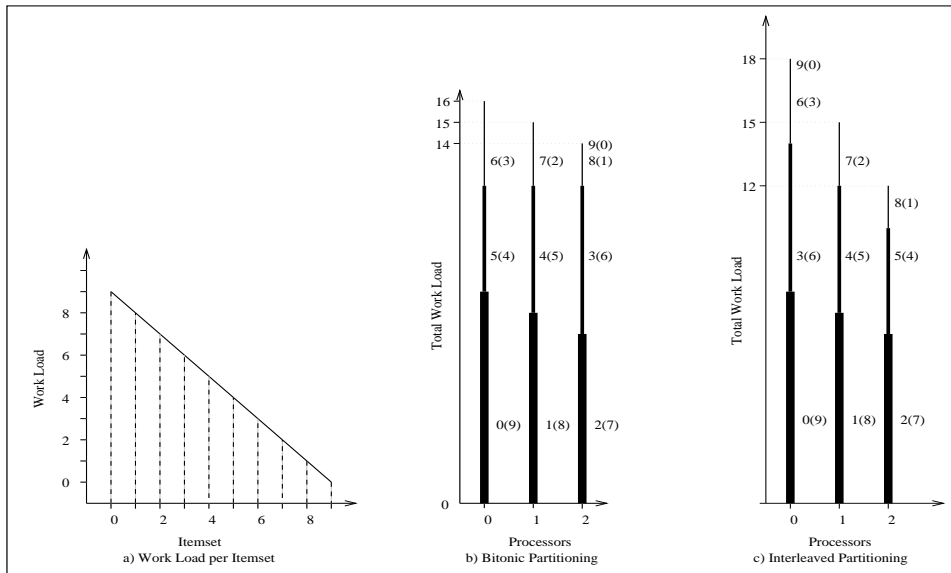 8
6
4
2
0
Work Load
0 2 4 6 8
Itemset
a) Work Load per Itemset
16
15
14
0
Total Work Load
6(3)
5(4)
0(9)
7(2)
4(5)
1(8)
9(0)
8(1)
3(6)
2(7)
0 1 2
Processors
b) Bitonic Partitioning
18
15
12
Total Work Load
9(0)
6(3)
3(6)
0(9)
7(2)
4(5)
1(8)
8(1)
5(4)
2(7)
0 1 2
Processors
c) Interleaved Partitioning